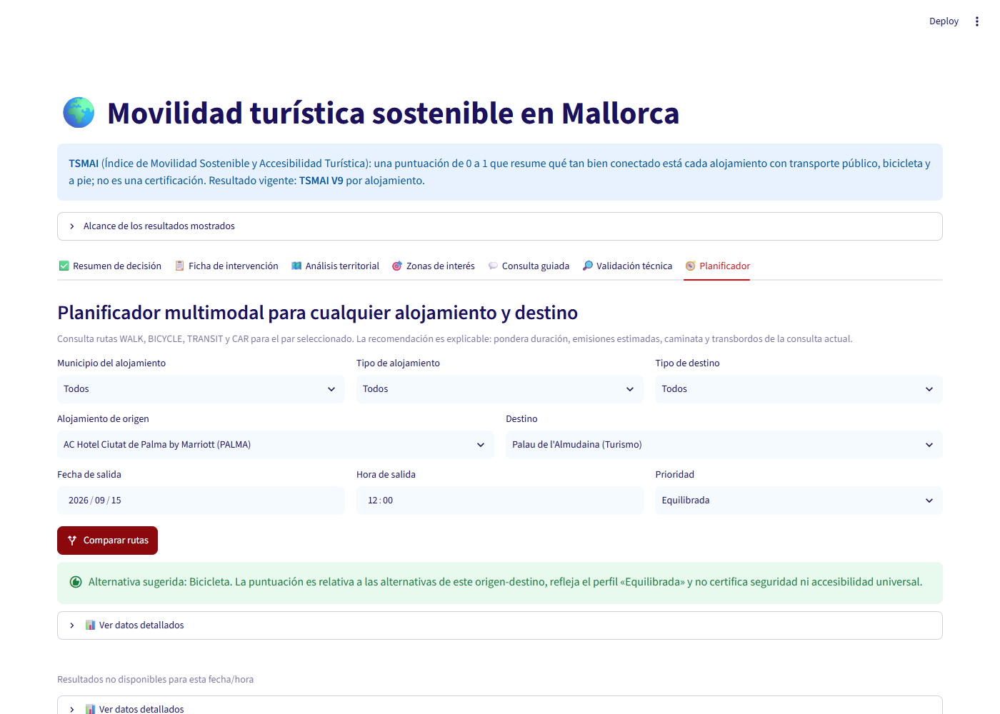 Deploy
Movilidad turística sostenible en Mallorca
TSMAI (Índice de Movilidad Sostenible y Accesibilidad Turística): una puntuación de 0 a 1 que resume qué tan bien conectado está cada alojamiento con transporte público, bicicleta y
a pie; no es una certificación. Resultado vigente: TSMAI V9 por alojamiento.
Alcance de los resultados mostrados
Resumen de decisión Ficha de intervención Análisis territorial Zonas de interés Consulta guiada Validación técnica Planificador
Planificador multimodal para cualquier alojamiento y destino
Consulta rutas WALK, BICYCLE, TRANSIT y CAR para el par seleccionado. La recomendación es explicable: pondera duración, emisiones estimadas, caminata y transbordos de la consulta actual.
Municipio del alojamiento Tipo de alojamiento Tipo de destino
Todos Todos Todos
Alojamiento de origen Destino
AC Hotel Ciutat de Palma by Marriott (PALMA) Palau de l'Almudaina (Turismo)
Fecha de salida Hora de salida Prioridad
2026/09/15 12:00 Equilibrada
Comparar rutas
Alternativa sugerida: Bicicleta. La puntuación es relativa a las alternativas de este origen-destino, refleja el perfil «Equilibrada» y no certifica seguridad ni accesibilidad universal.
Ver datos detallados
Resultados no disponibles para esta fecha/hora
Ver datos detallados